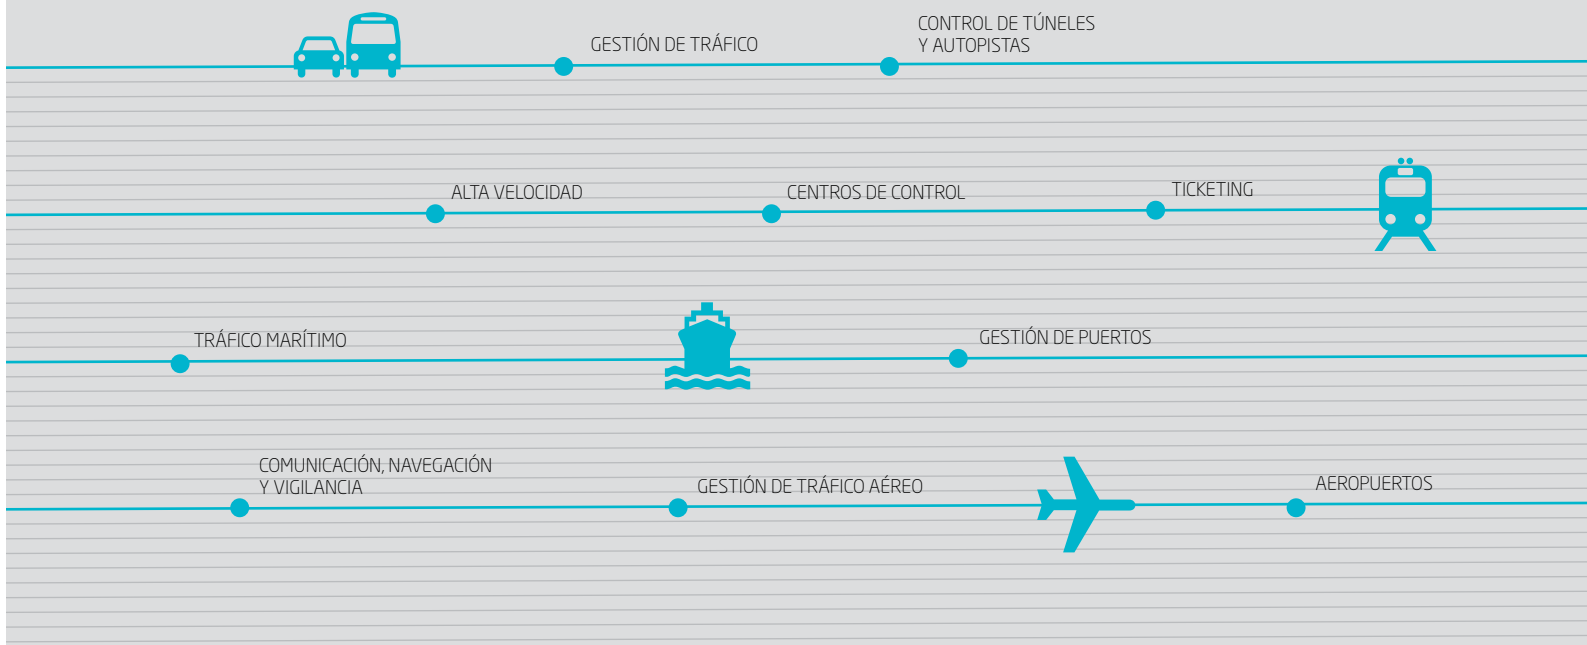 GESTIÓN DE TRÁFICO
CONTROL DE TÚNELES
Y AUTOPISTAS
ALTA VELOCIDAD
CENTROS DE CONTROL
TICKETING
TRÁFICO MARÍTIMO
GESTIÓN DE PUERTOS
COMUNICACIÓN, NAVEGACIÓN
Y VIGILANCIA
GESTIÓN DE TRÁFICO AÉREO
AEROPUERTOS